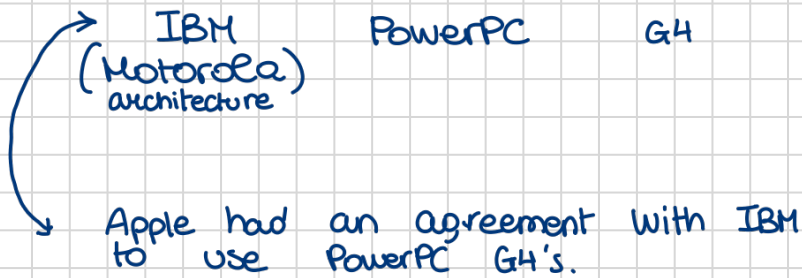 IBM PowerPC G4
(Motorola)
architecture
Apple had an agreement with IBM
to use PowerPC G4's.